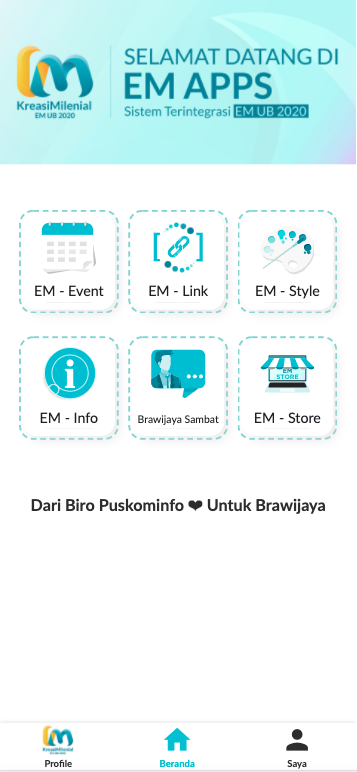 SELAMAT DATANG DI
EM APPS
Sistem Terintegrasi EM UB 2020
KreasiMilenial
EM UB 2020
EM - Event
EM - Link
EM - Style
EM - Info
Brawijaya Sambat
EM - Store
EM
STORE
Dari Biro Puskominfo ❤ Untuk Brawijaya
KreasiMilenial
Profile
Beranda
Saya